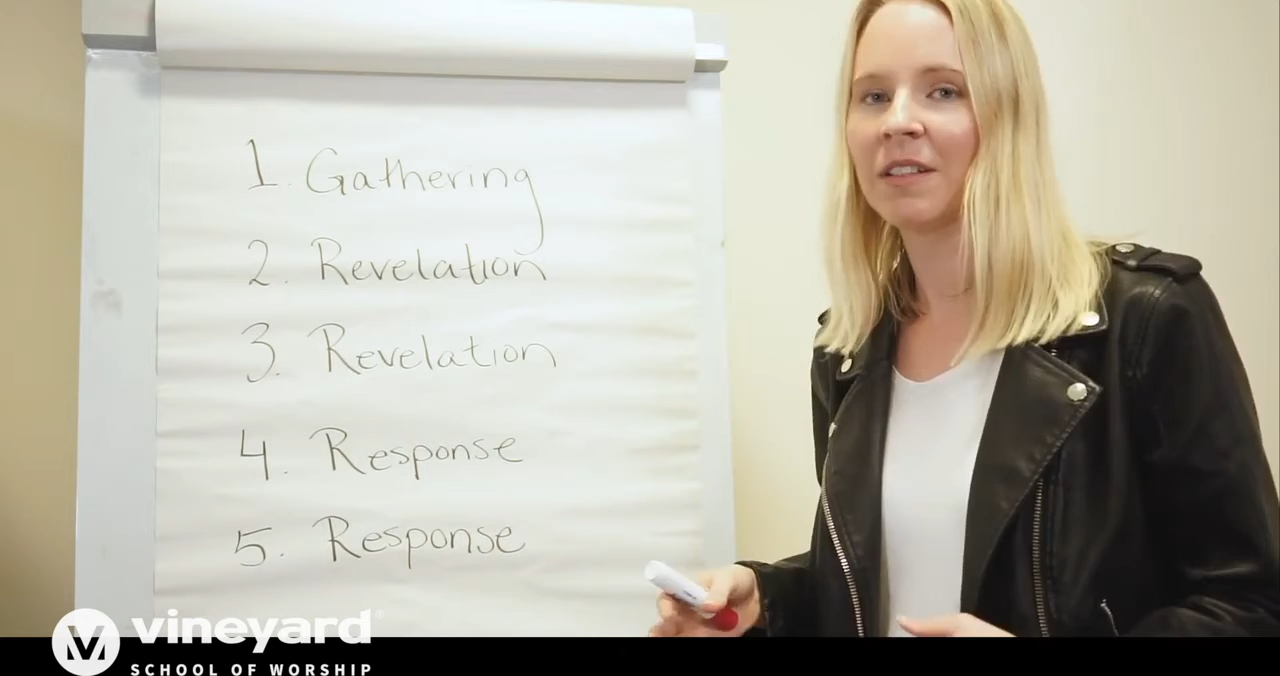 1. Gathering
2. Revelation
3. Revelation
4. Response
5. Response
vineyard®
SCHOOL OF WORSHIP